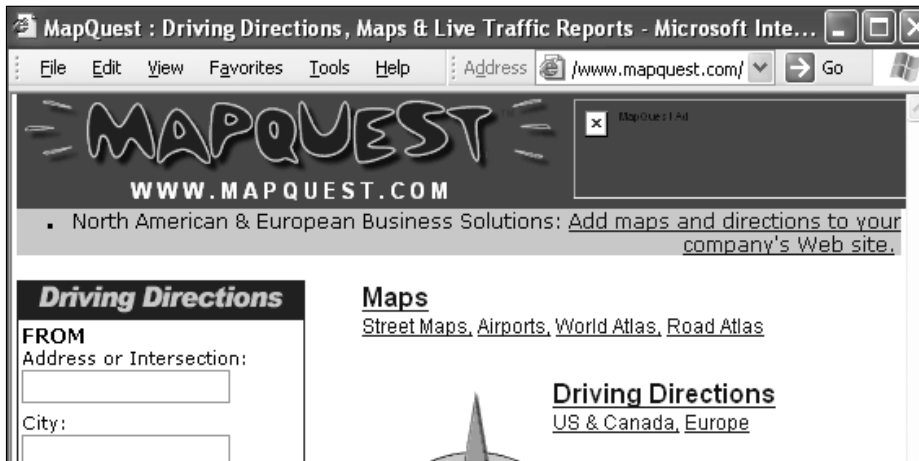 MapQuest : Driving Directions, Maps & Live Traffic Reports - Microsoft Inte...
File Edit View Favorites Tools Help Address /www.mapquest.com/ Go
MAPQUEST
WWW.MAPQUEST.COM
MapQuest Ad
North American & European Business Solutions: Add maps and directions to your
company's Web site.
Driving Directions
FROM
Address or Intersection:
City:
Maps
Street Maps, Airports, World Atlas, Road Atlas
Driving Directions
US & Canada, Europe